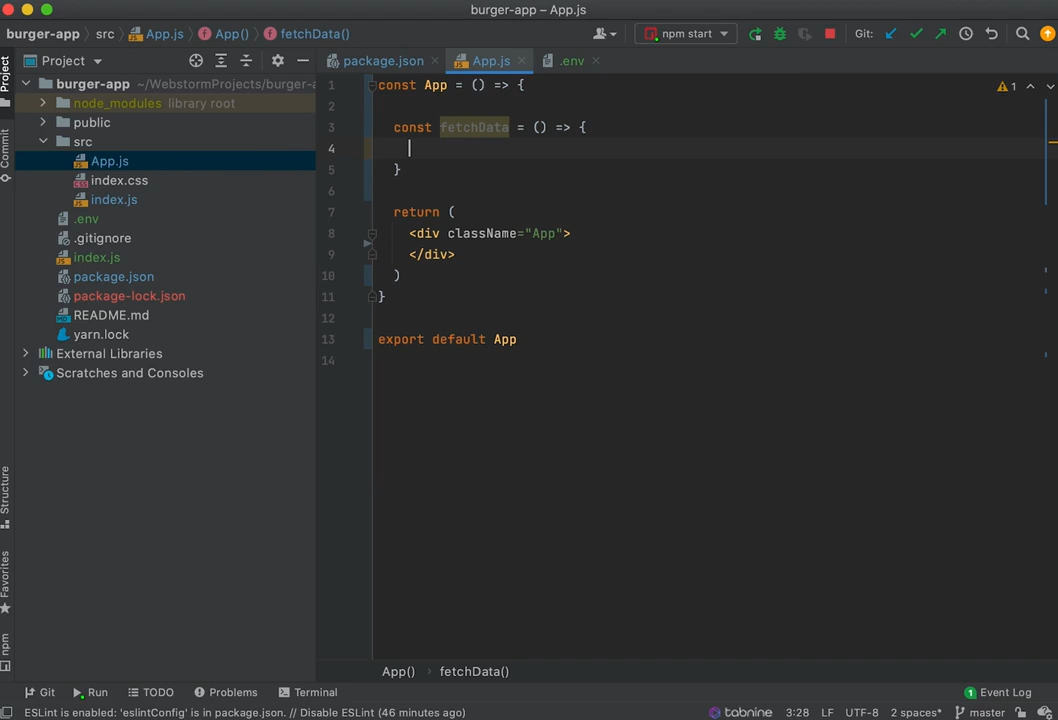 burger-app – App.js
burger-app src App.js App() fetchData() npm start Git:
Project package.json App.js .env
burger-app ~/WebstormProjects/burger-a
node_modules library root
public
src
App.js
index.css
index.js
.env
.gitignore
index.js
package.json
package-lock.json
README.md
yarn.lock
External Libraries
Scratches and Consoles
Project
Commit
Structure
Favorites
npm
1 const App = () => {
2
3 const fetchData = () => {
4
5 }
6
7 return (
8 <div className="App">
9 </div>
10 )
11 }
12
13 export default App
14
1
App() fetchData()
Git Run TODO Problems Terminal 1 Event Log
ESLint is enabled: 'eslintConfig' is in package.json. // Disable ESLint (46 minutes ago) tabnine 3:28 LF UTF-8 2 spaces* master